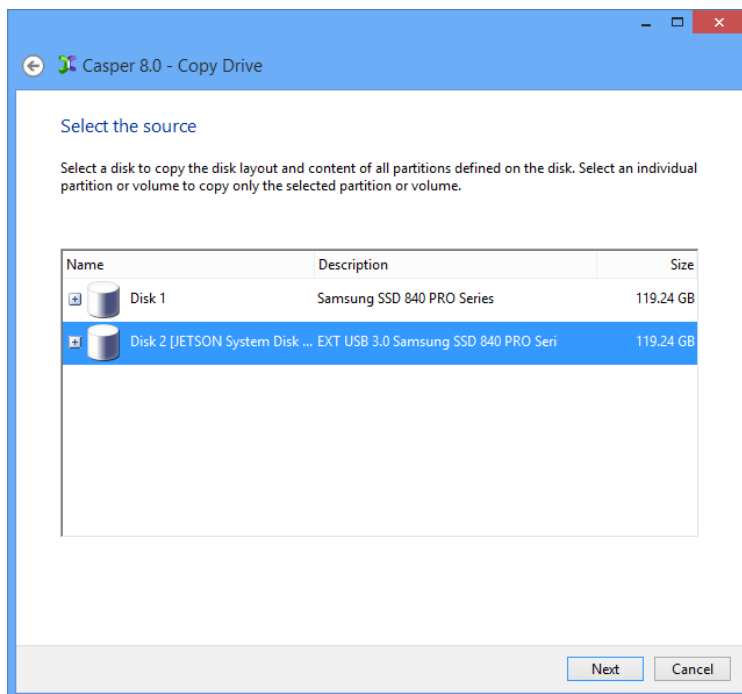 Casper 8.0 - Copy Drive
Select the source
Select a disk to copy the disk layout and content of all partitions defined on the disk. Select an individual
partition or volume to copy only the selected partition or volume.
Name Description Size
Disk 1 Samsung SSD 840 PRO Series 119.24 GB
Disk 2 [JETSON System Disk ... EXT USB 3.0 Samsung SSD 840 PRO Seri 119.24 GB
Next Cancel